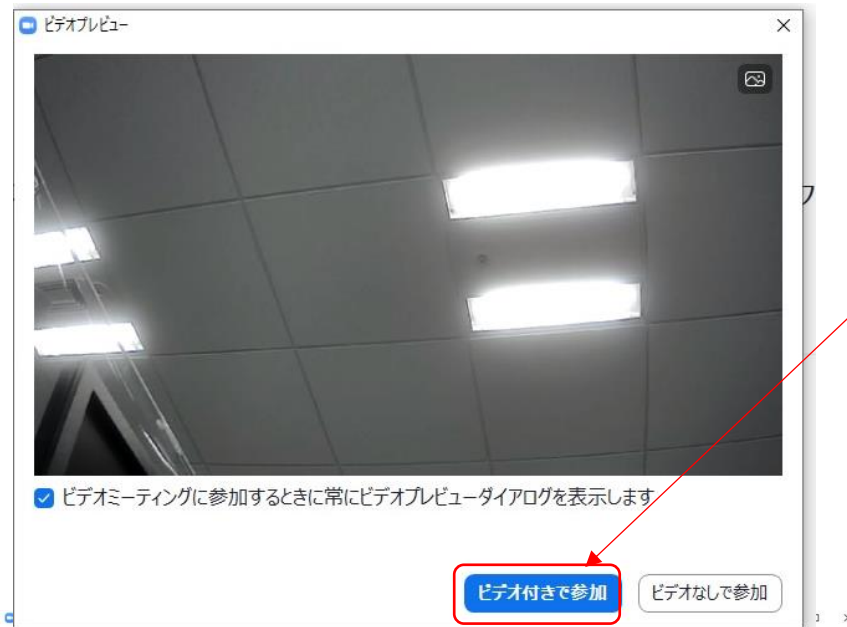 ビデオプレビュー
ビデオミーティングに参加するときに常にビデオプレビューダイアログを表示します
ビデオ付きで参加
ビデオなしで参加